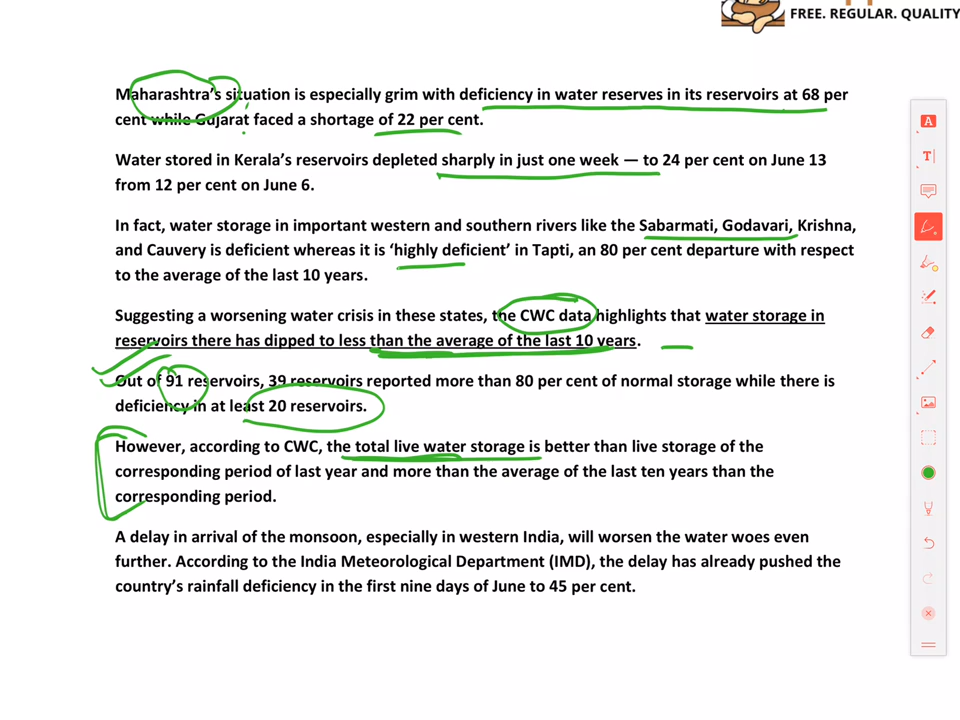 FREE. REGULAR. QUALITY
Maharashtra's situation is especially grim with deficiency in water reserves in its reservoirs at 68 per
cent while Gujarat faced a shortage of 22 per cent.
Water stored in Kerala's reservoirs depleted sharply in just one week — to 24 per cent on June 13
from 12 per cent on June 6.
In fact, water storage in important western and southern rivers like the Sabarmati, Godavari, Krishna,
and Cauvery is deficient whereas it is 'highly deficient' in Tapti, an 80 per cent departure with respect
to the average of the last 10 years.
Suggesting a worsening water crisis in these states, the CWC data highlights that water storage in
reservoirs there has dipped to less than the average of the last 10 years.
Out of 91 reservoirs, 39 reservoirs reported more than 80 per cent of normal storage while there is
deficiency in at least 20 reservoirs.
However, according to CWC, the total live water storage is better than live storage of the
corresponding period of last year and more than the average of the last ten years than the
corresponding period.
A delay in arrival of the monsoon, especially in western India, will worsen the water woes even
further. According to the India Meteorological Department (IMD), the delay has already pushed the
country's rainfall deficiency in the first nine days of June to 45 per cent.